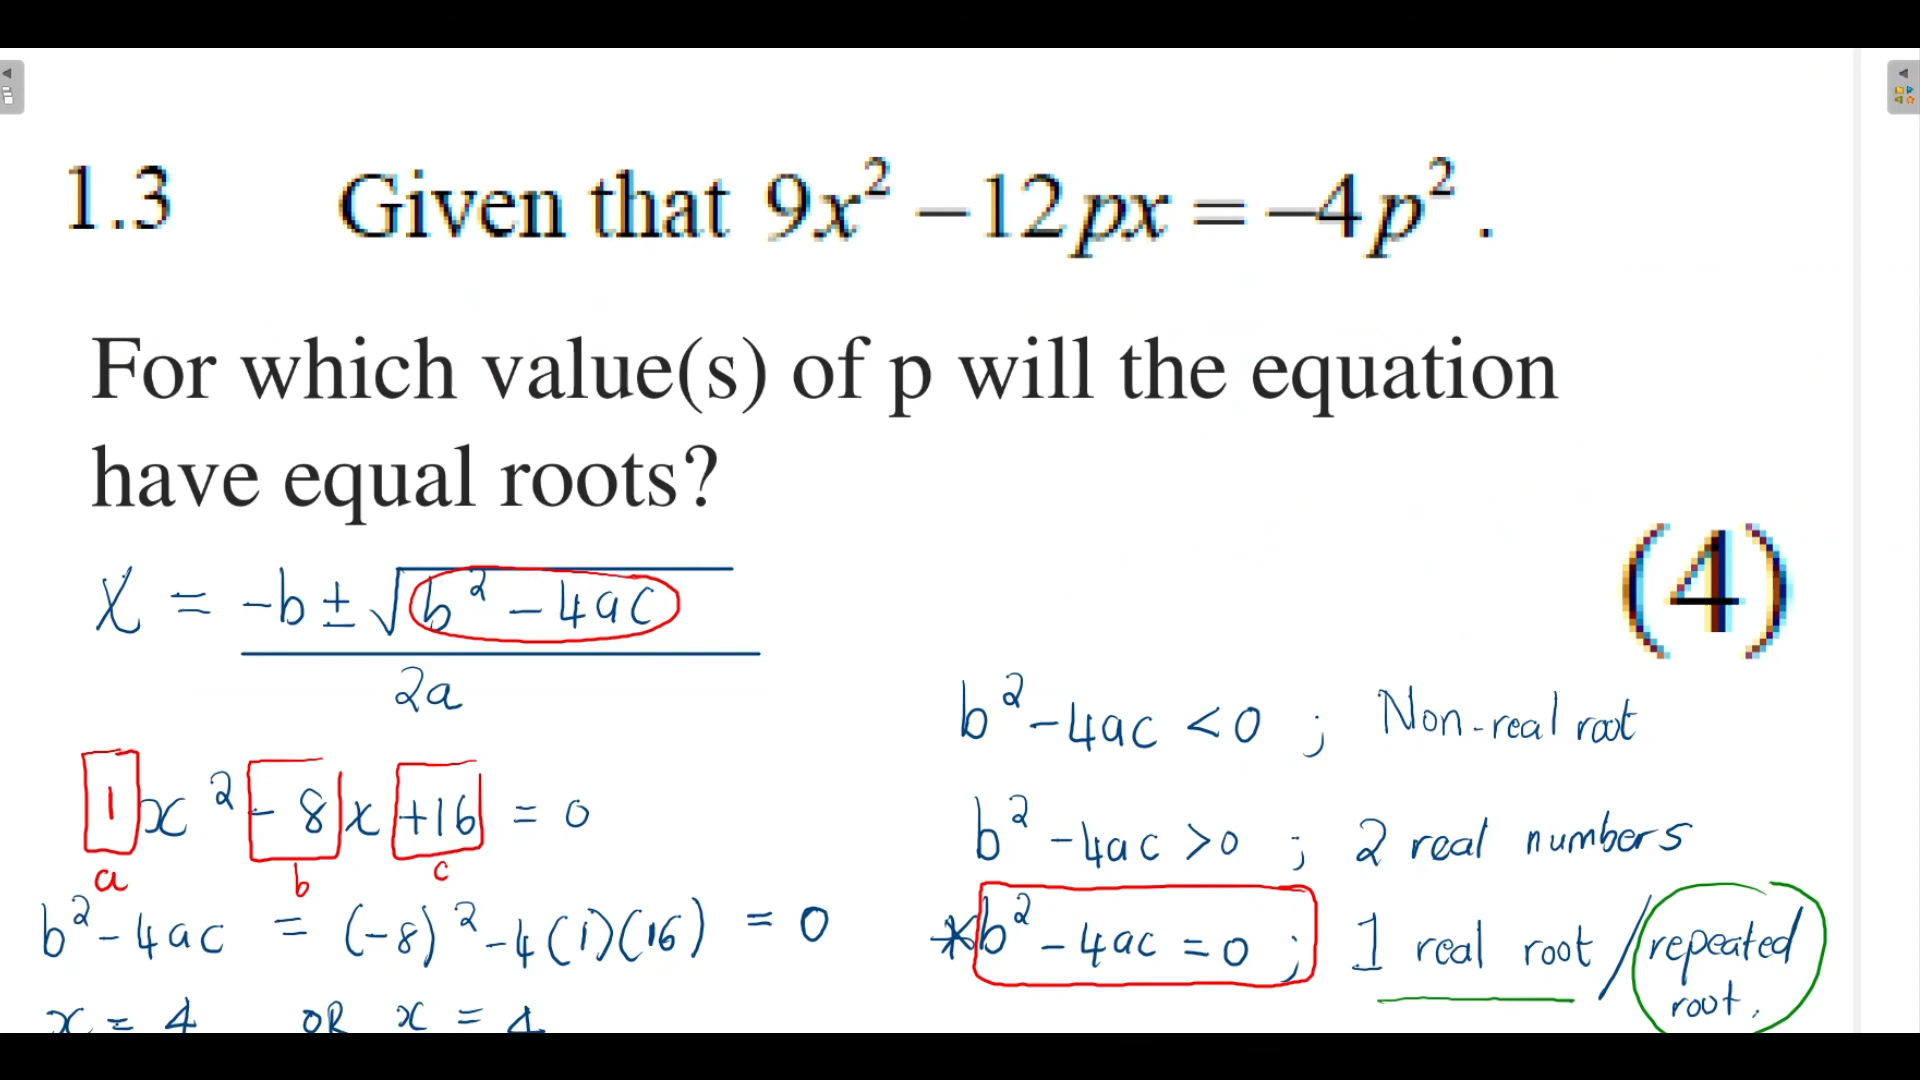 1.3 Given that 9x² − 12px = −4p² .
For which value(s) of p will the equation
have equal roots?
(4)
x = (-b ± √(b² - 4ac)) / 2a
b² - 4ac < 0 ; Non-real root
1x² - 8x + 16 = 0
a b c
b² - 4ac > 0 ; 2 real numbers
b² - 4ac = (-8)² - 4(1)(16) = 0
*b² - 4ac = 0 ; 1 real root / repeated
root.
x = 4 OR x = 4